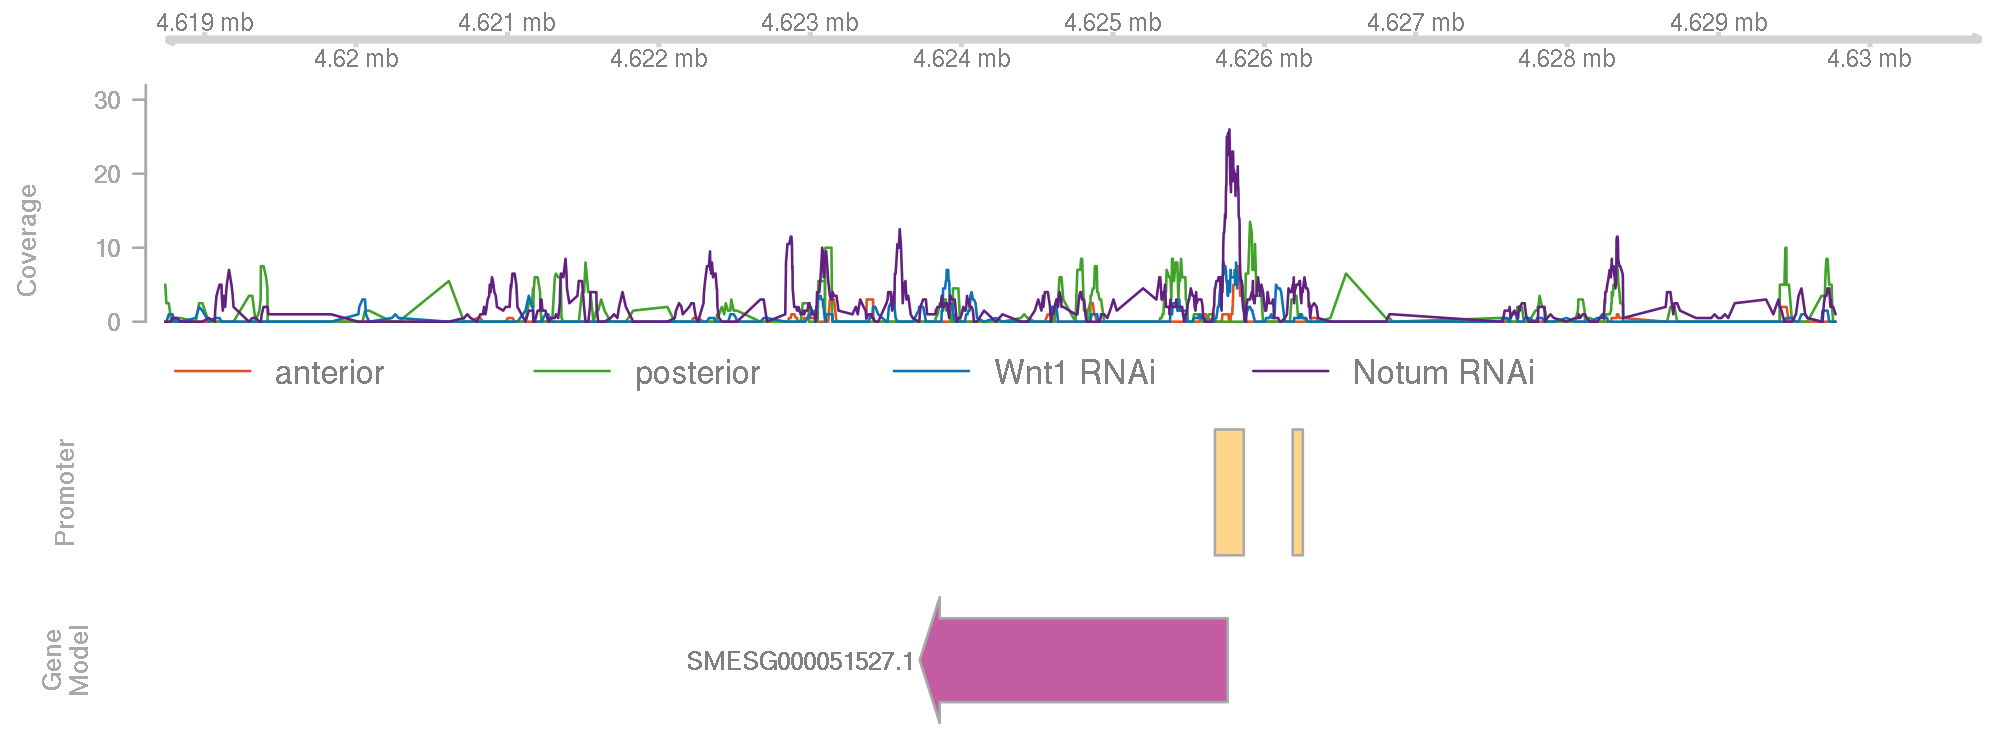 4.619 mb 4.621 mb 4.623 mb 4.625 mb 4.627 mb 4.629 mb
4.62 mb 4.622 mb 4.624 mb 4.626 mb 4.628 mb 4.63 mb
Coverage
30
20
10
0
anterior posterior Wnt1 RNAi Notum RNAi
Promoter
Gene
Model
SMESG000051527.1